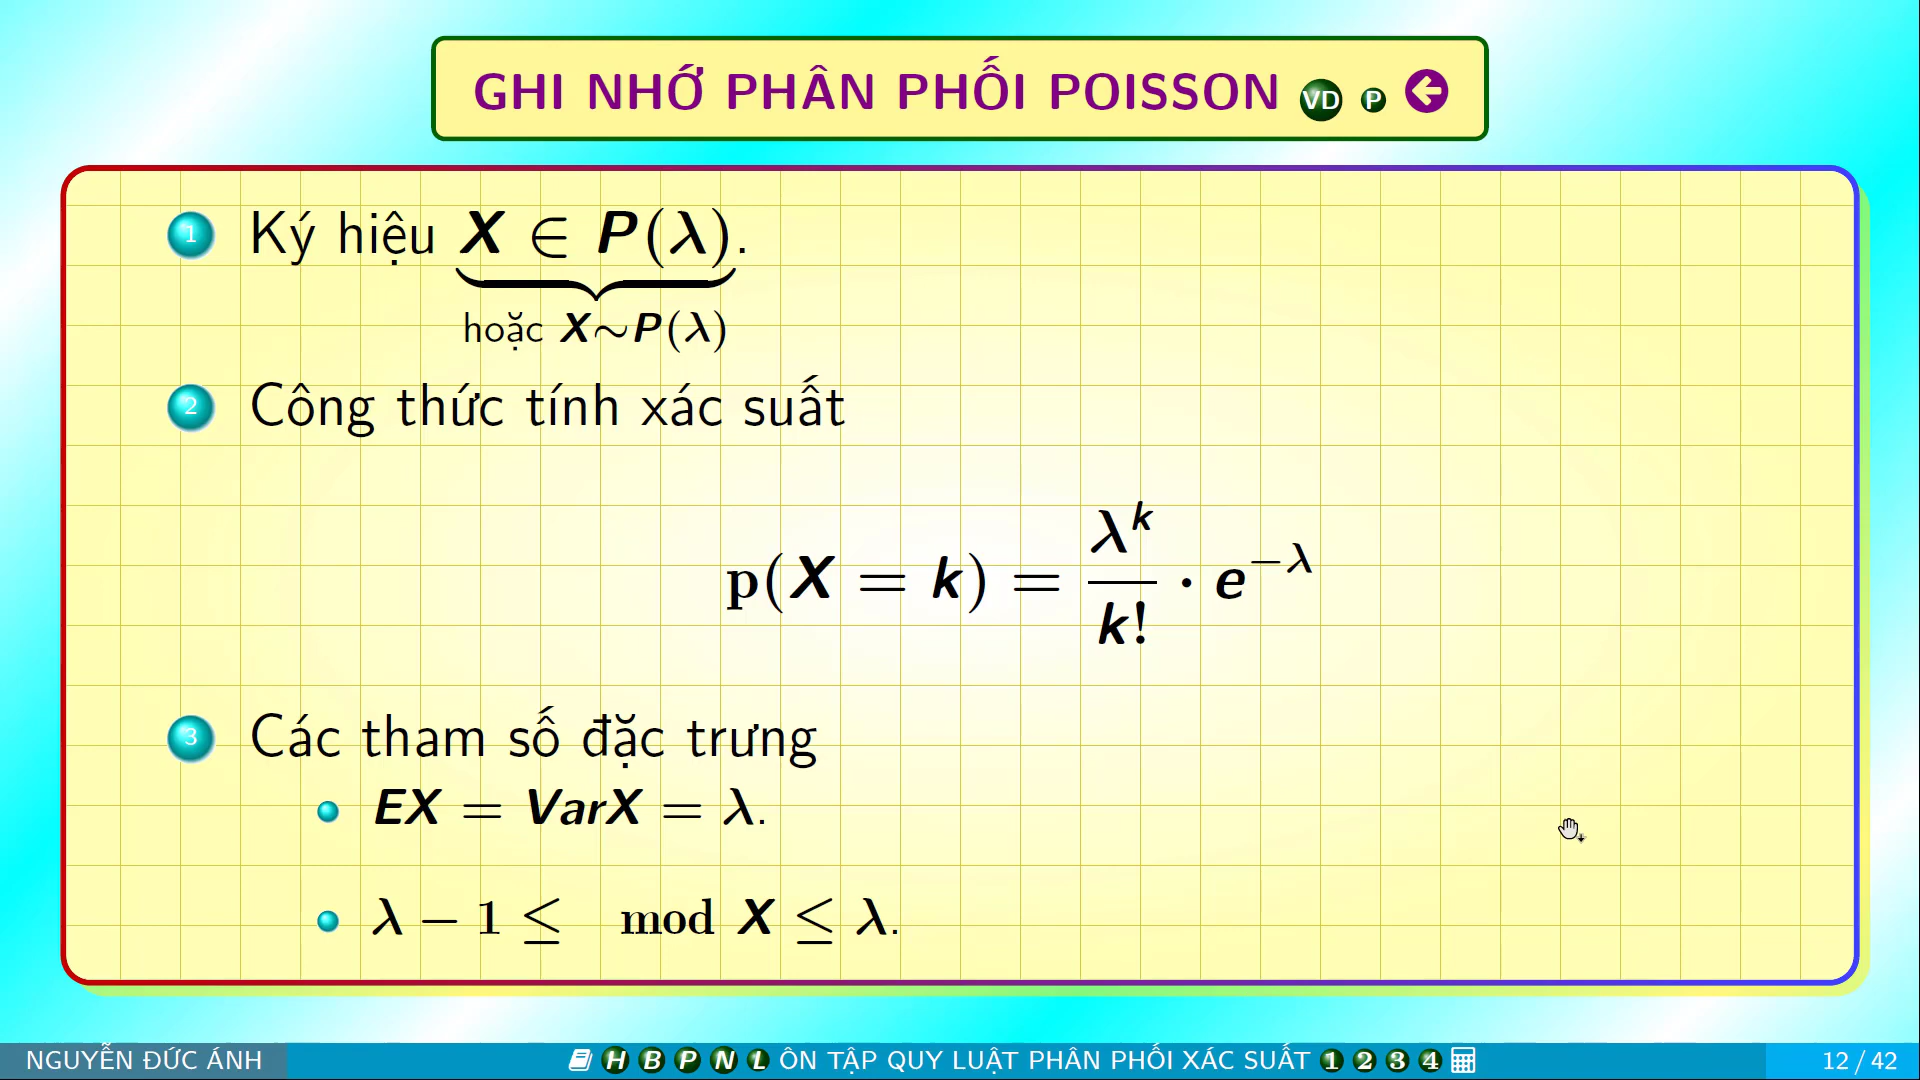 GHI NHỚ PHÂN PHỐI POISSON VD P
1 Ký hiệu X ∈ P(λ).
hoặc X∼P(λ)
2 Công thức tính xác suất
p(X = k) = λ^k / k! · e^{−λ}
3 Các tham số đặc trưng
EX = VarX = λ.
λ − 1 ≤ mod X ≤ λ.
NGUYỄN ĐỨC ÁNH H B P N L ÔN TẬP QUY LUẬT PHÂN PHỐI XÁC SUẤT 1 2 3 4 12 / 42